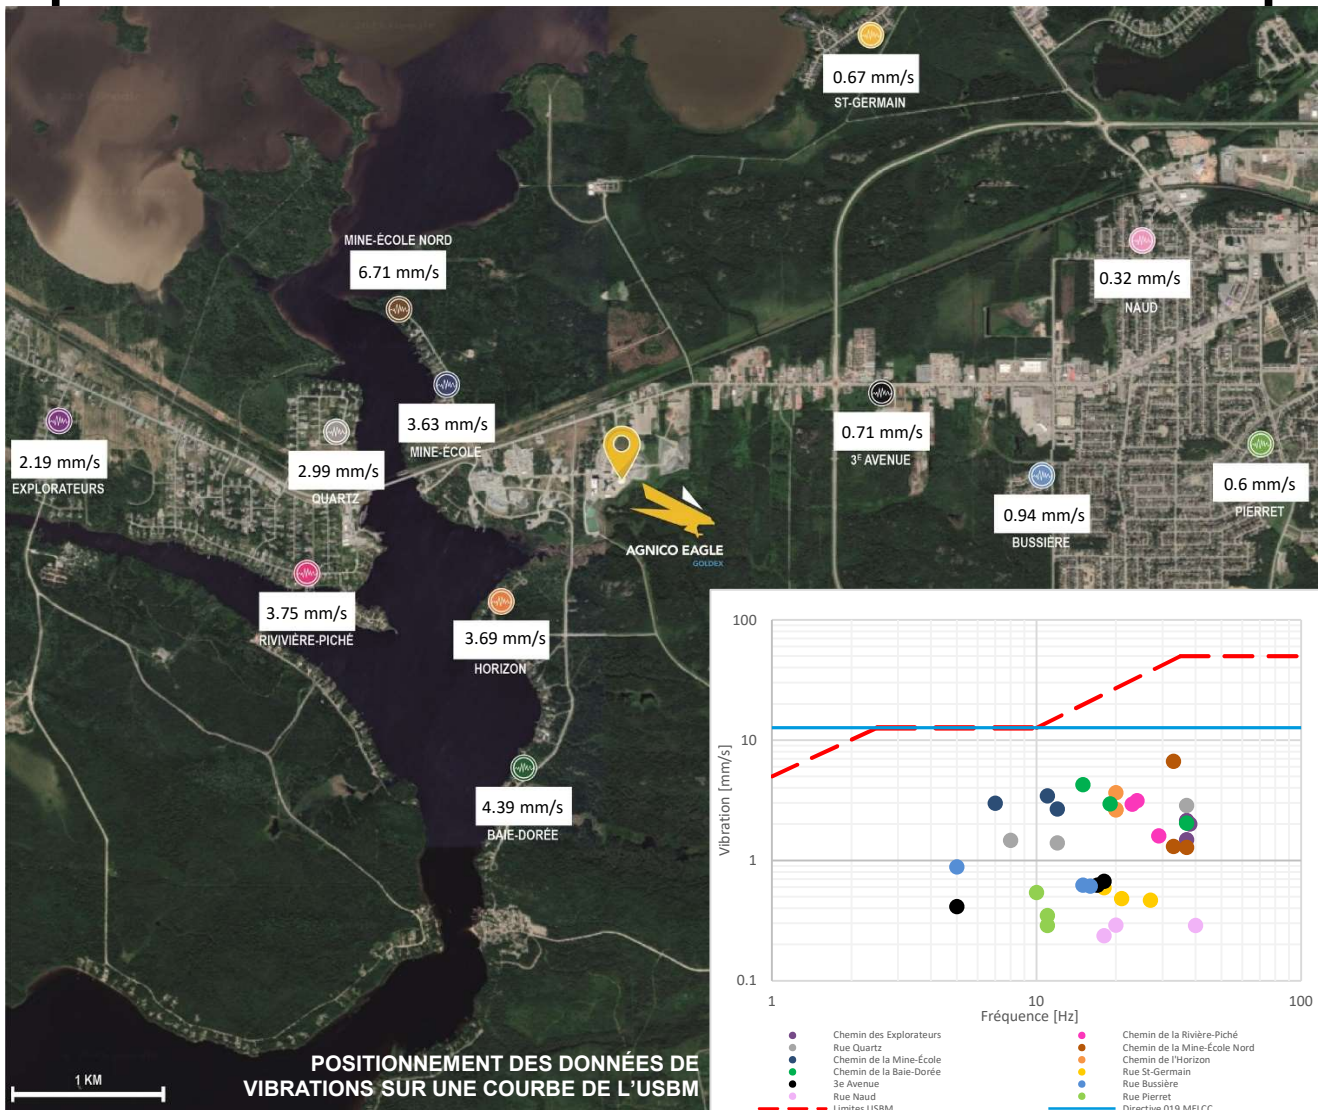 0.67 mm/s
ST-GERMAIN
MINE-ÉCOLE NORD
6.71 mm/s
0.32 mm/s
NAUD
3.63 mm/s
MINE-ÉCOLE
2.19 mm/s
EXPLORATEURS
2.99 mm/s
QUARTZ
0.71 mm/s
3E AVENUE
0.6 mm/s
PIERRET
0.94 mm/s
BUSSIERE
AGNICO EAGLE
GOLDEX
3.75 mm/s
RIVIVIÈRE-PICHÉ
3.69 mm/s
HORIZON
4.39 mm/s
BAIE-DORÉE
100
10
1
0.1
Vibration [mm/s]
1
10
100
Fréquence [Hz]
Chemin des Explorateurs
Chemin de la Rivière-Piché
Rue Quartz
Chemin de la Mine-École Nord
Chemin de la Mine-École
Chemin de l'Horizon
Chemin de la Baie-Dorée
Rue St-Germain
3e Avenue
Rue Bussière
Rue Naud
Rue Pierret
Limites USBM
Directive 019 MELCC
POSITIONNEMENT DES DONNÉES DE
VIBRATIONS SUR UNE COURBE DE L'USBM
1 KM